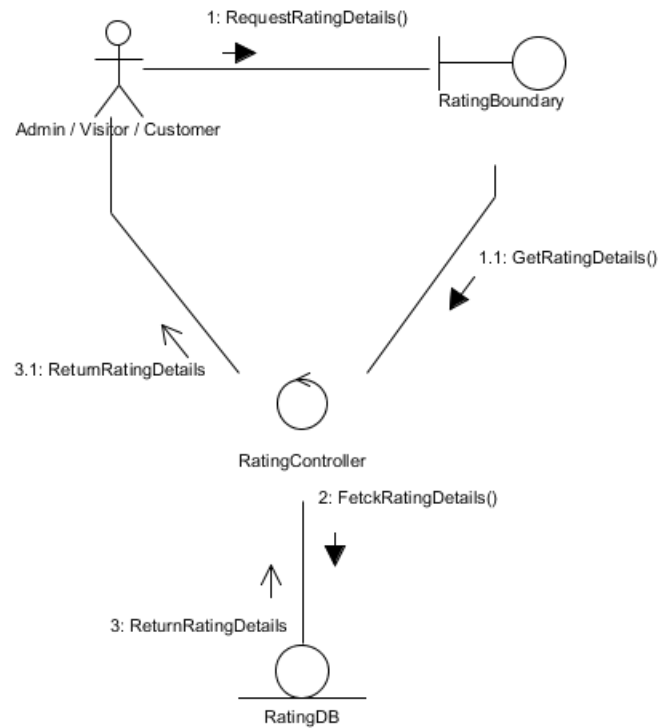 1: RequestRatingDetails()
RatingBoundary
Admin / Visitor / Customer
1.1: GetRatingDetails()
3.1: ReturnRatingDetails
RatingController
2: FetckRatingDetails()
3: ReturnRatingDetails
RatingDB